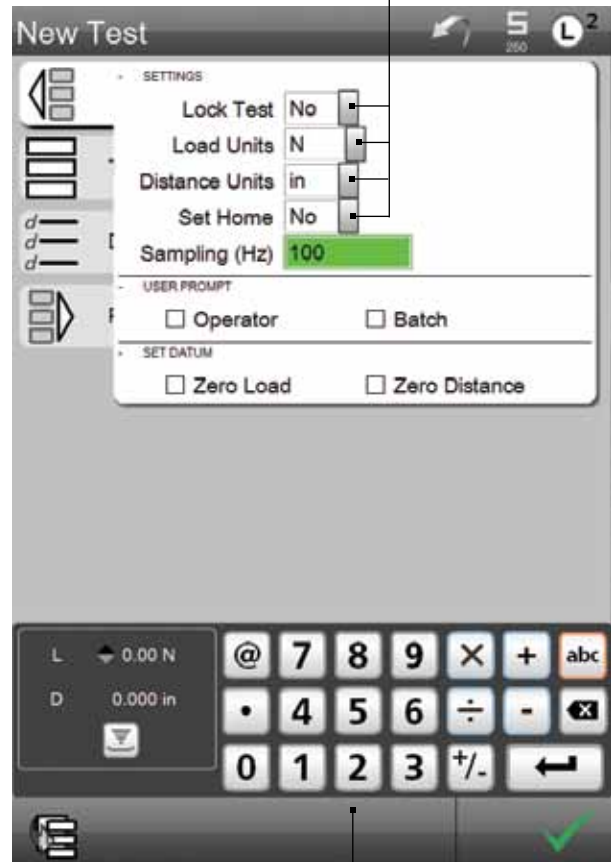 New Test
S
250
L 2
- SETTINGS
Lock Test No
Load Units N
Distance Units in
Set Home No
Sampling (Hz) 100
- USER PROMPT
Operator Batch
- SET DATUM
Zero Load Zero Distance
d
d
d
L 0.00 N
D 0.000 in
@ 7 8 9 × + abc
• 4 5 6 ÷ -
0 1 2 3 +/-